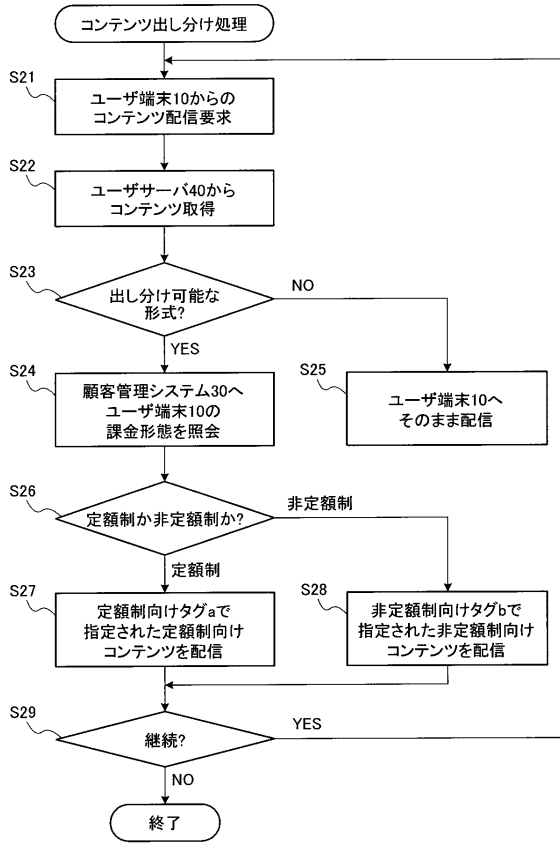 コンテンツ出し分け処理
S21
ユーザ端末10からの
コンテンツ配信要求
S22
ユーザサーバ40から
コンテンツ取得
S23
出し分け可能な
形式?
NO
YES
S24
顧客管理システム30へ
ユーザ端末10の
課金形態を照会
S25
ユーザ端末10へ
そのまま配信
S26
定額制か非定額制か?
非定額制
定額制
S27
定額制向けタグaで
指定された定額制向け
コンテンツを配信
S28
非定額制向けタグbで
指定された非定額制向け
コンテンツを配信
S29
継続?
YES
NO
終了